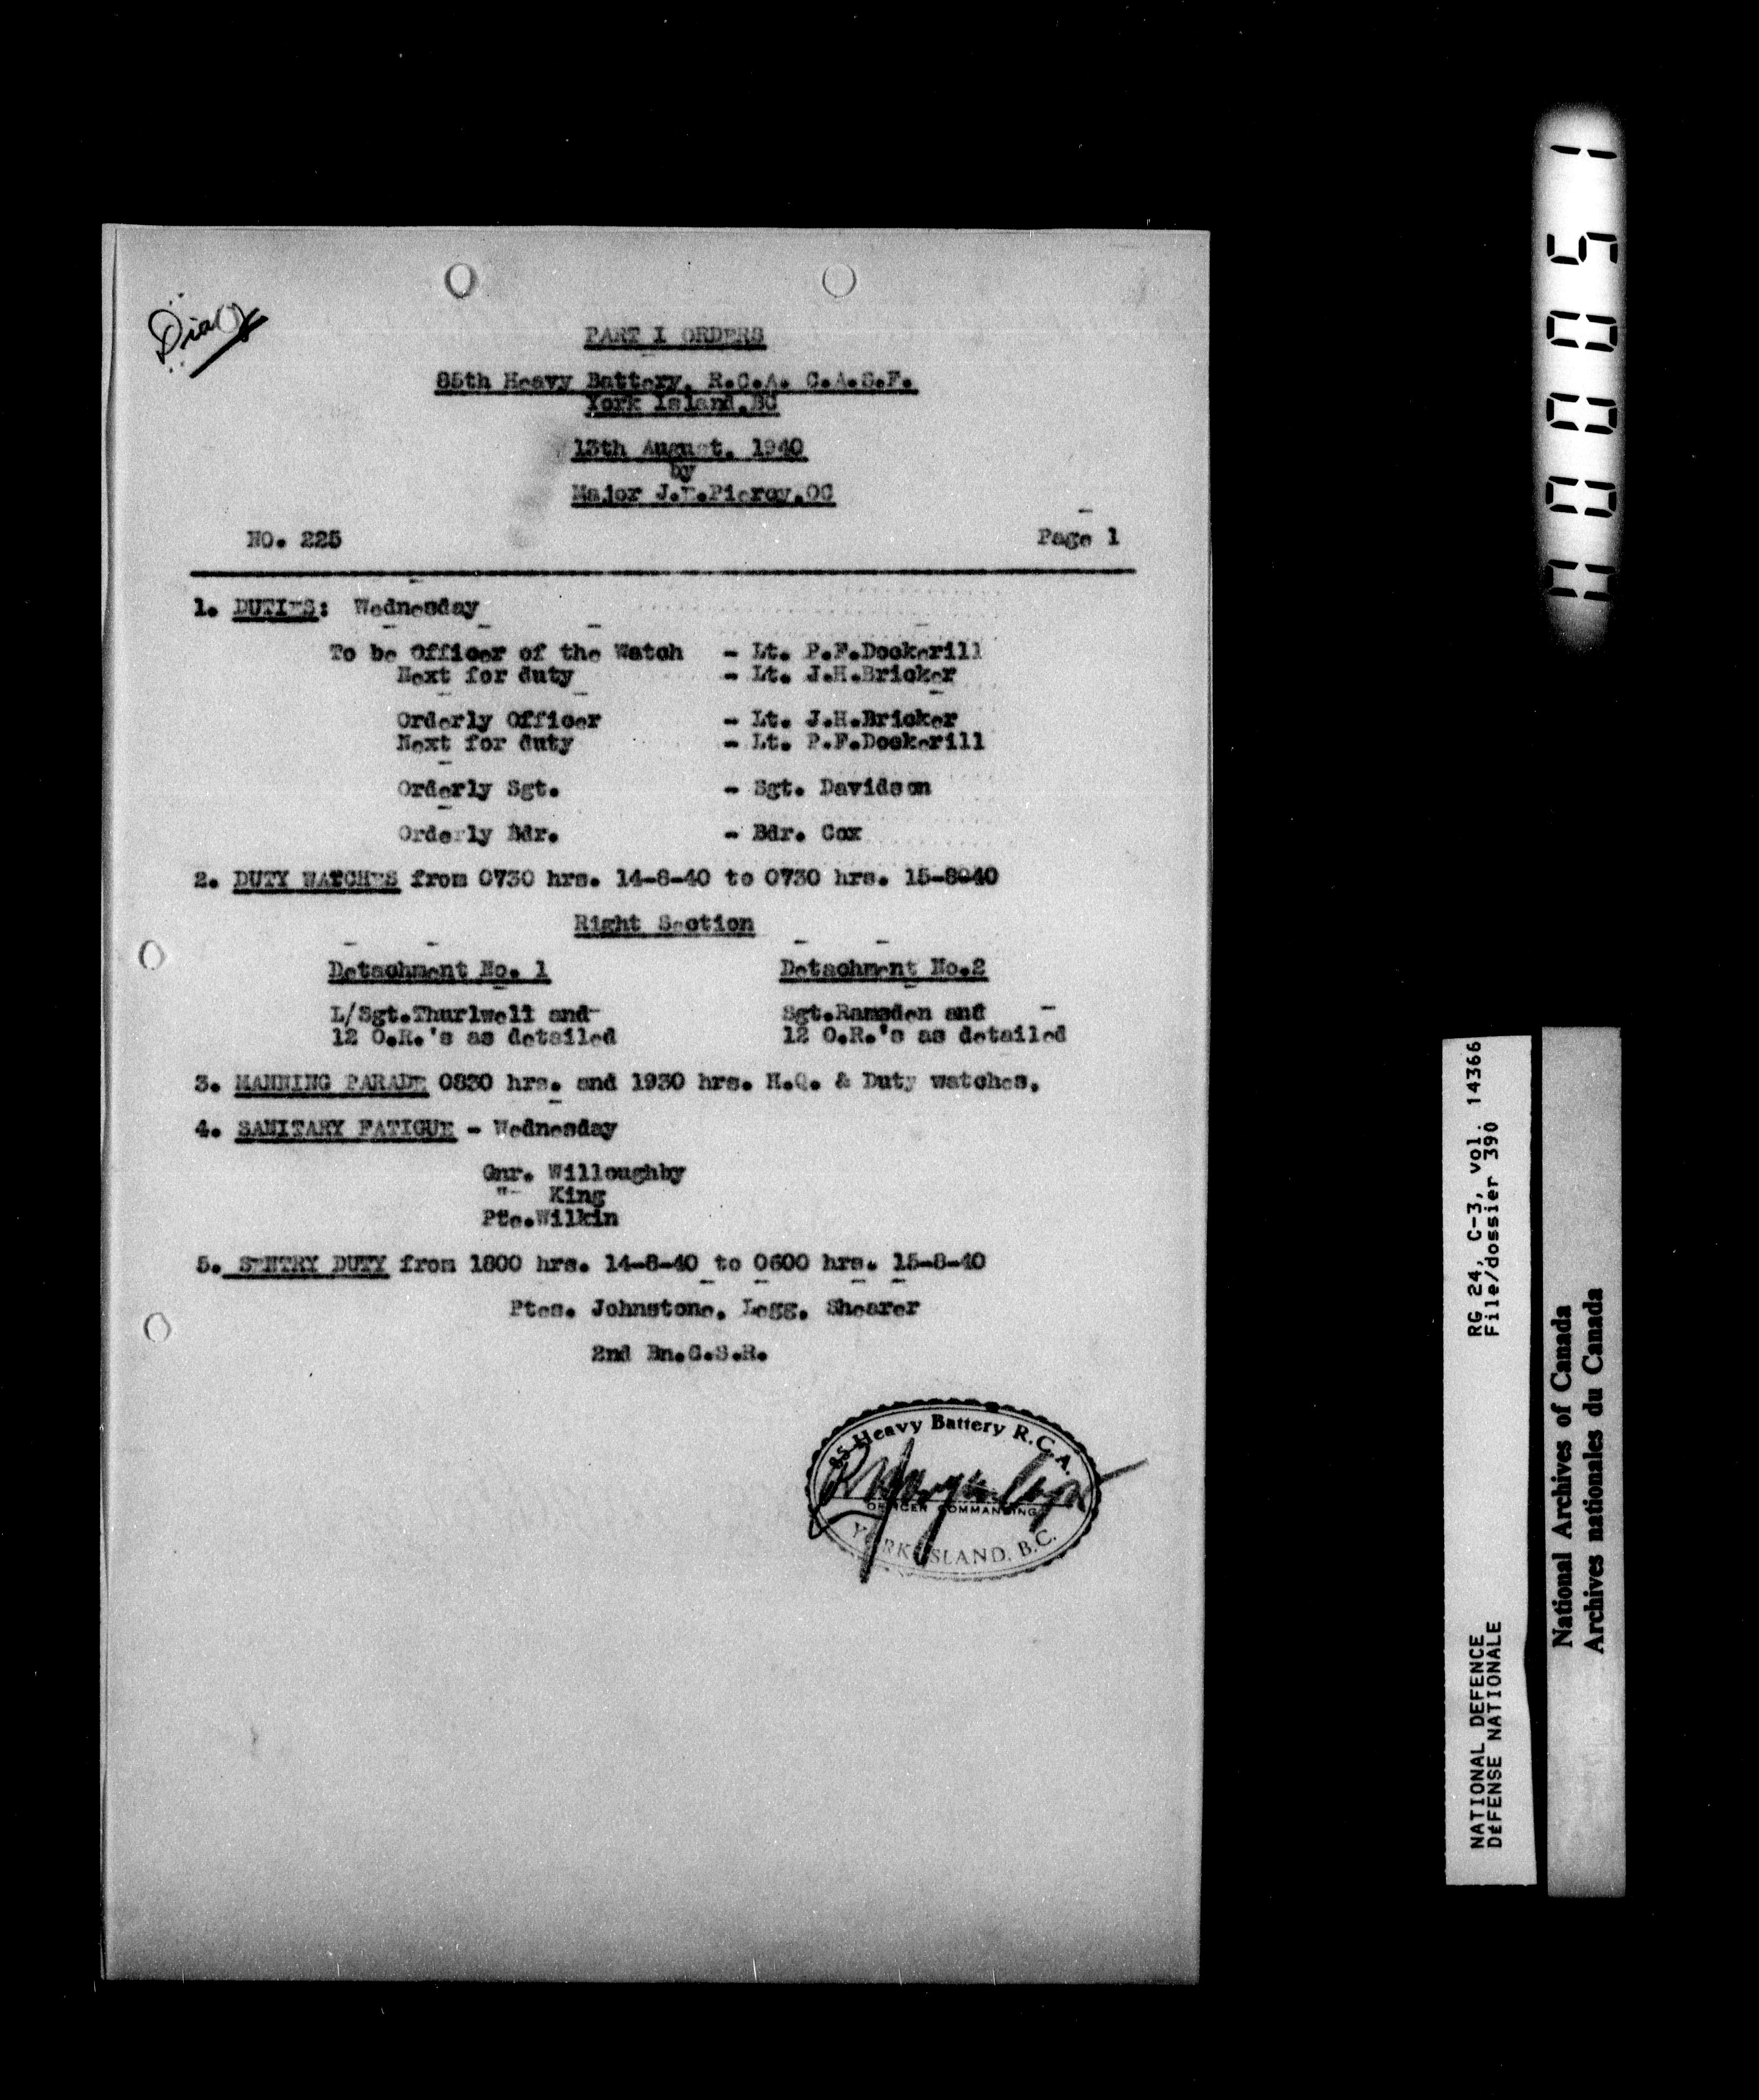 Diary
PART I ORDERS
85th Heavy Battery, R.C.A. C.A.S.F.
York Island.BC
13th August, 1940
by
Major J. .Piercy.OC
NO. 225 Page 1
1. DUTIES: Wednesday
To be Officer of the Watch - Lt. P.F.Dockerill
Next for duty - Lt. J.H.Bricker
Orderly Officer - Lt. J.H.Bricker
Next for duty - Lt. P.F.Dockerill
Orderly Sgt. - Sgt. Davidson
Orderly Bdr. - Bdr. Cox
2. DUTY WATCHES from 0730 hrs. 14-8-40 to 0730 hrs. 15-8040
Right Section
Detachment No. 1 Detachment No.2
L/Sgt.Thurlwell and Sgt.Ramsden and
12 O.R.'s as detailed 12 O.R.'s as detailed
3. MANNING PARADE 0830 hrs. and 1930 hrs. H.Q. & Duty watches.
4. SANITARY FATIGUE - Wednesday
Gnr. Willoughby
"- King
Pte.Wilkin
5. SENTRY DUTY from 1800 hrs. 14-8-40 to 0600 hrs. 15-8-40
Ptes. Johnstone, Legg, Shearer
2nd Bn.C.S.R.
85 Heavy Battery R.C.A.
OFFICER COMMANDING
YORK ISLAND, B.C.
000051
RG 24, C-3, vol. 14366
File/dossier 390
NATIONAL DEFENCE
DÉFENSE NATIONALE
National Archives of Canada
Archives nationales du Canada